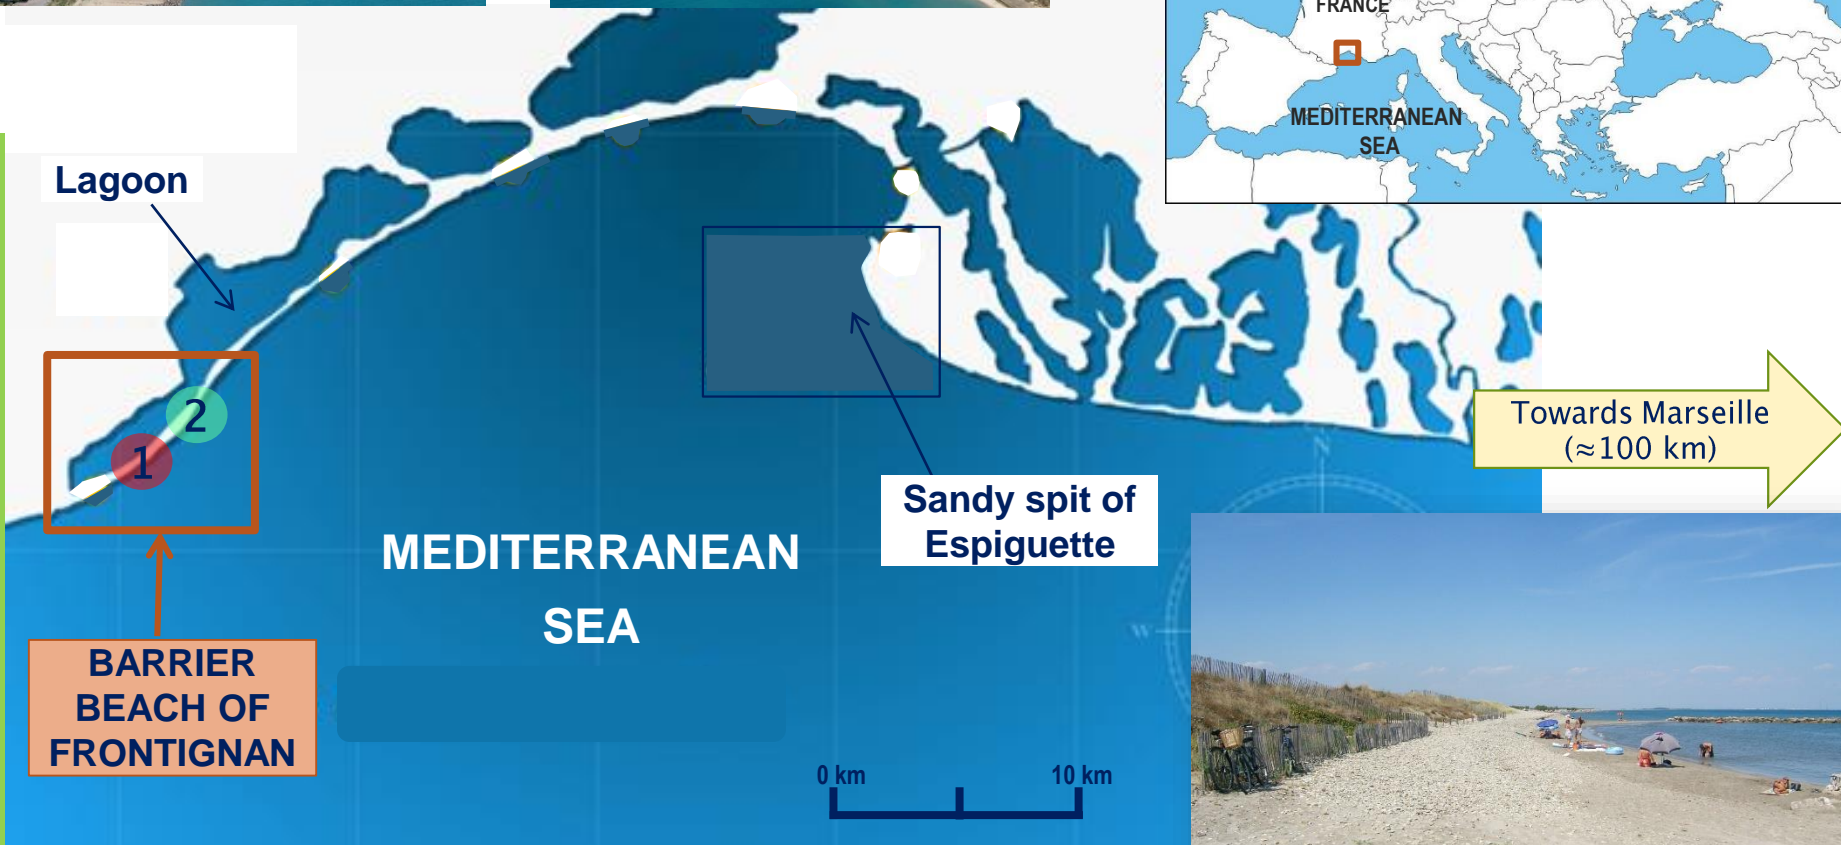 FRANCE
MEDITERRANEAN
SEA
Lagoon
2
1
Towards Marseille
(≈100 km)
N
Sandy spit of
Espiguette
MEDITERRANEAN
SEA
W
BARRIER
BEACH OF
FRONTIGNAN
0 km
10 km